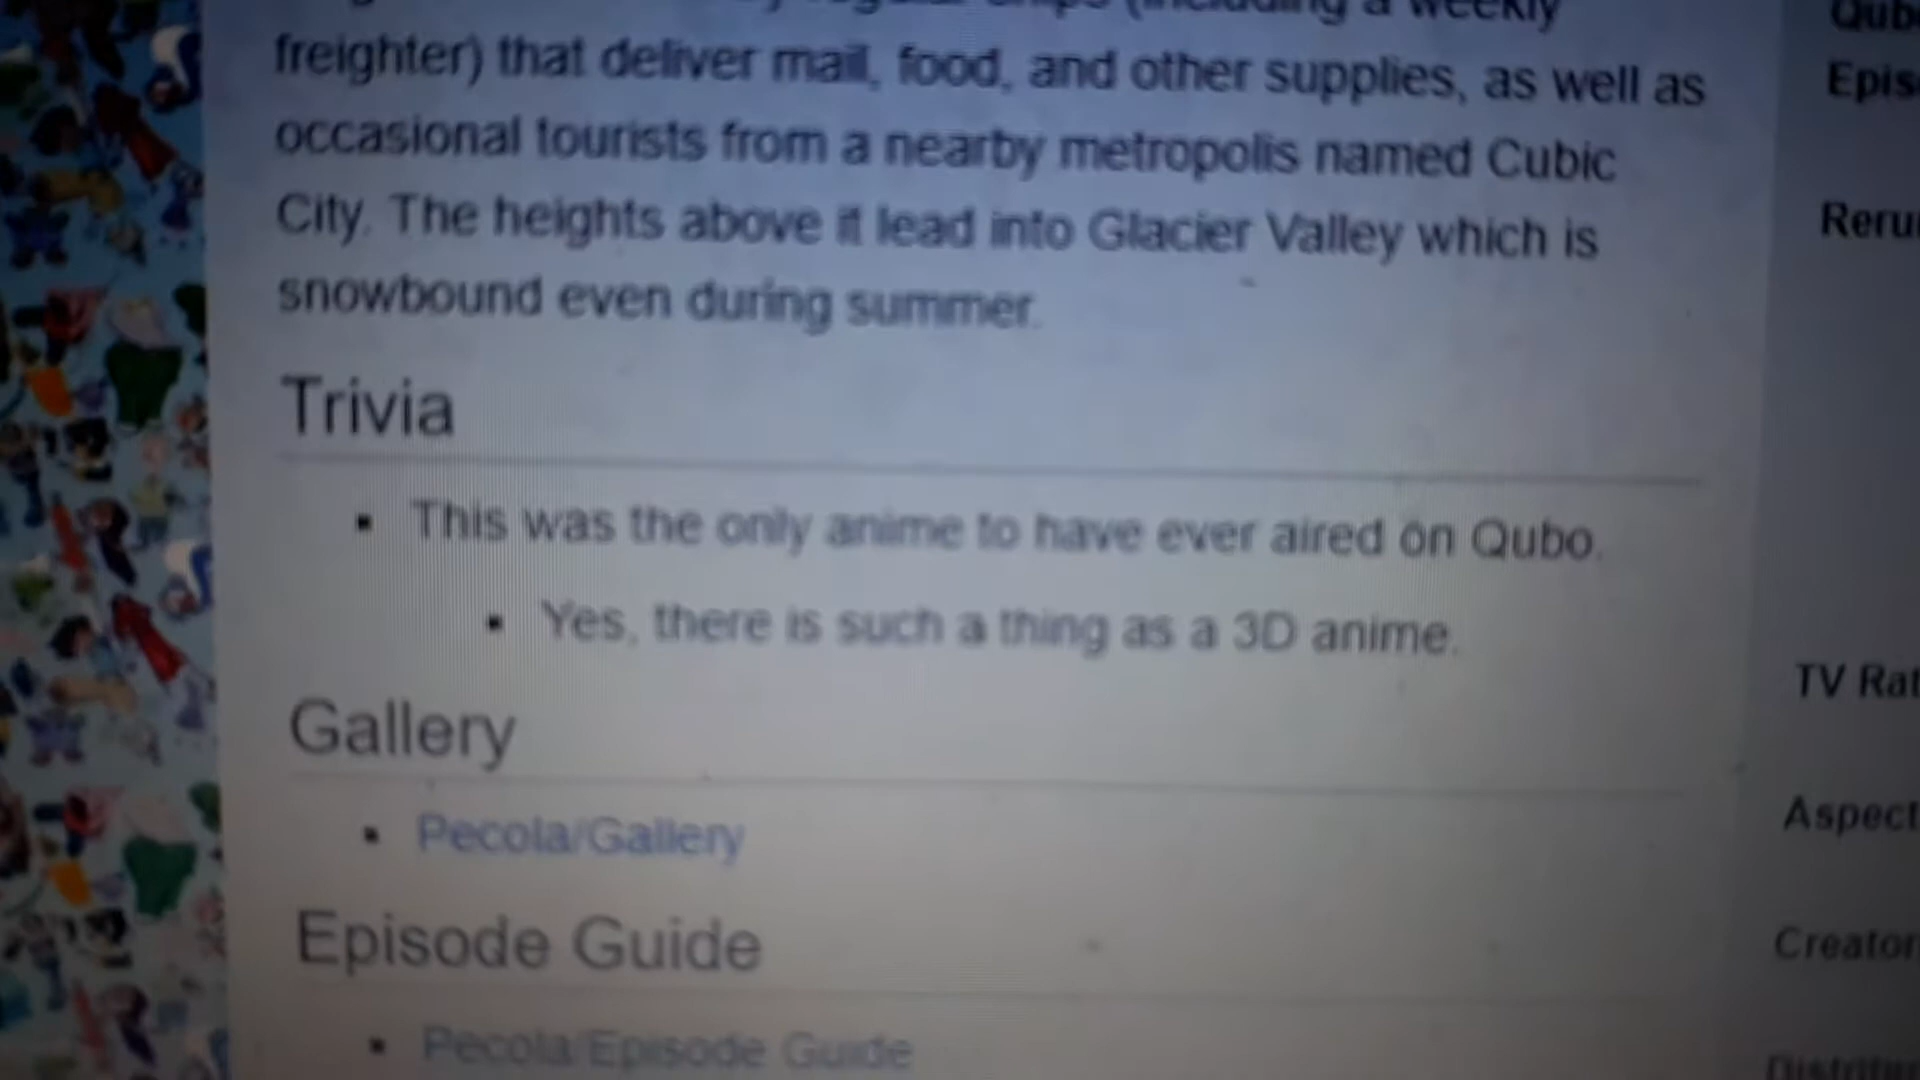 (including a weekly
freighter) that deliver mail, food, and other supplies, as well as
occasional tourists from a nearby metropolis named Cubic
City. The heights above it lead into Glacier Valley which is
snowbound even during summer.
Trivia
▪ This was the only anime to have ever aired on Qubo.
▪ Yes, there is such a thing as a 3D anime.
Gallery
▪ Pecola/Gallery
Episode Guide
▪ Pecola/Episode Guide
Qub
Epis
Reru
TV Rat
Aspect
Creator